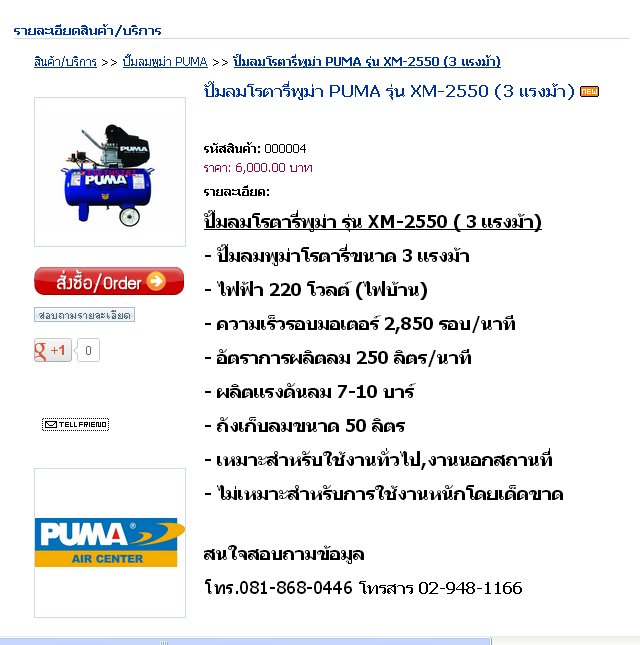 รายละเอียดสินค้า/บริการ
สินค้า/บริการ >> ปั๊มลมพูม่า PUMA >> ปั๊มลมโรตารี่พูม่า PUMA รุ่น XM-2550 (3 แรงม้า)
ปั๊มลมโรตารี่พูม่า PUMA รุ่น XM-2550 (3 แรงม้า) NEW
รหัสสินค้า: 000004
ราคา: 6,000.00 บาท
รายละเอียด:
PUMA
PUMA
ปั๊มลมโรตารี่พูม่า รุ่น XM-2550 ( 3 แรงม้า)
- ปั๊มลมพูม่าโรตารี่ขนาด 3 แรงม้า
- ไฟฟ้า 220 โวลต์ (ไฟบ้าน)
- ความเร็วรอบมอเตอร์ 2,850 รอบ/นาที
- อัตราการผลิตลม 250 ลิตร/นาที
- ผลิตแรงดันลม 7-10 บาร์
- ถังเก็บลมขนาด 50 ลิตร
- เหมาะสำหรับใช้งานทั่วไป,งานนอกสถานที่
- ไม่เหมาะสำหรับการใช้งานหนักโดยเด็ดขาด
สั่งซื้อ/Order
สอบถามรายละเอียด
g +1 0
TELL FRIEND
PUMA®
AIR CENTER
สนใจสอบถามข้อมูล
โทร.081-868-0446 โทรสาร 02-948-1166